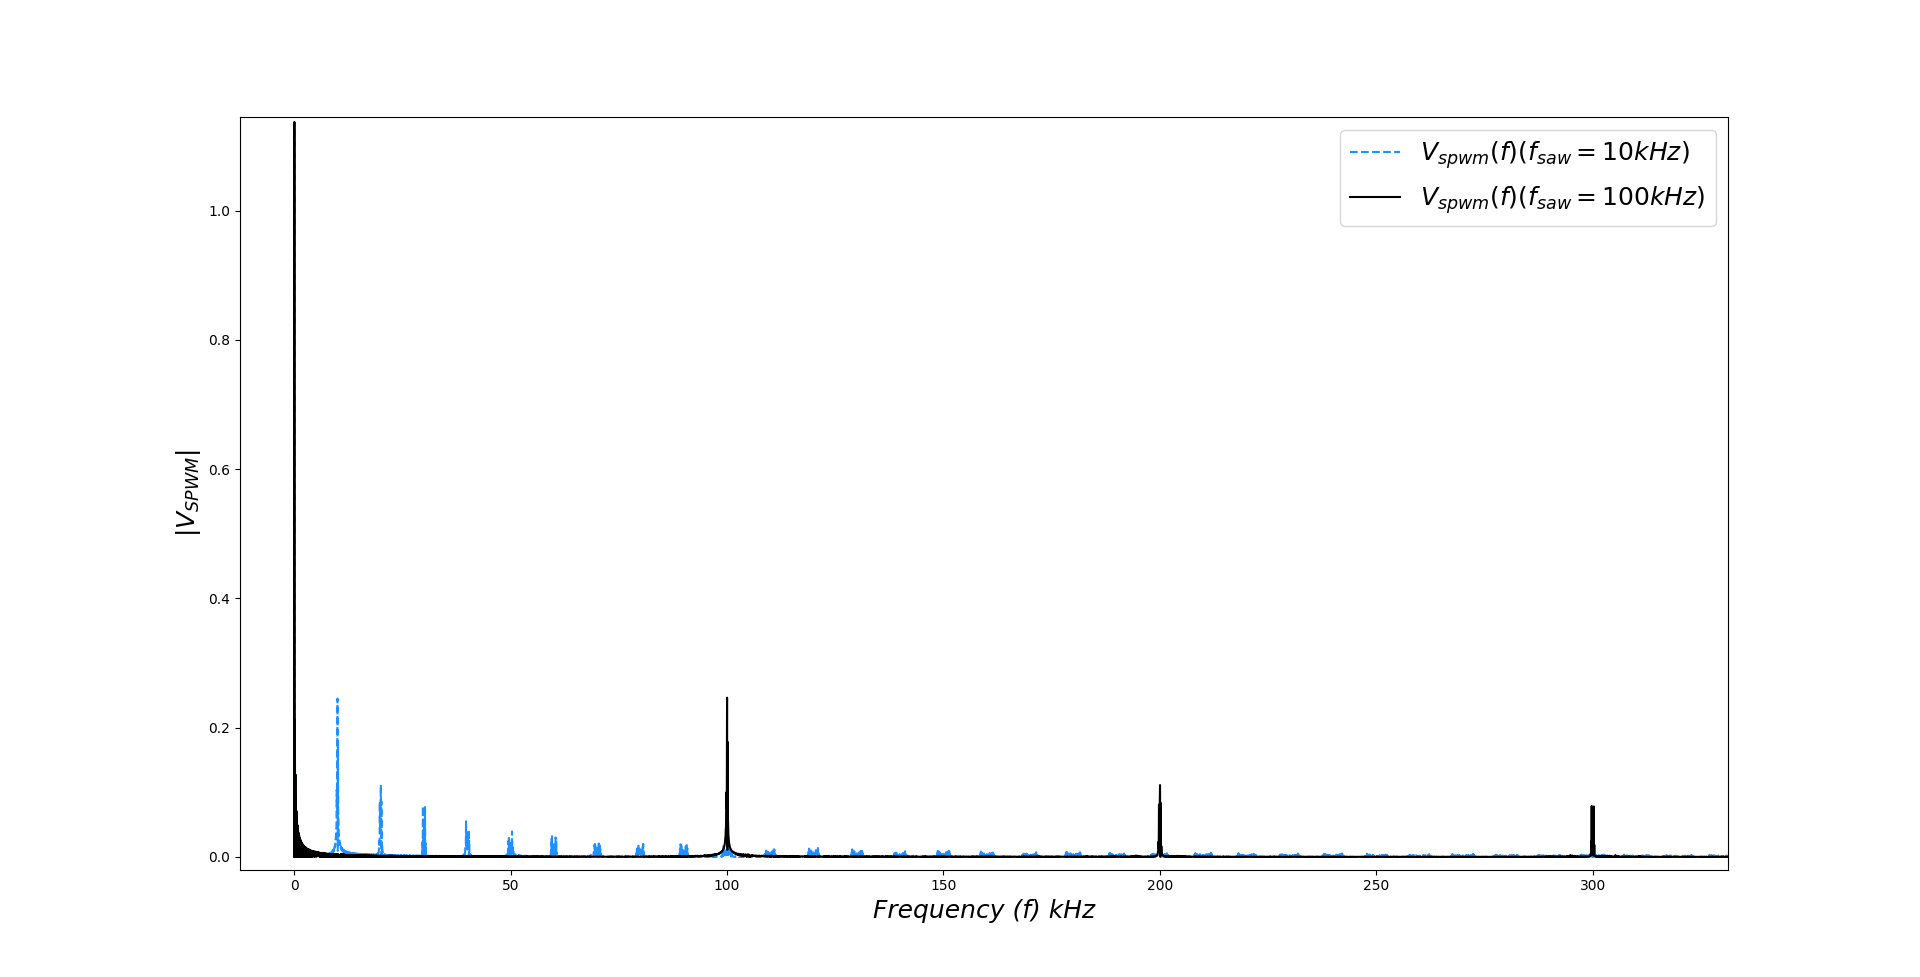 V_spwm(f)(f_saw = 10kHz)
V_spwm(f)(f_saw = 100kHz)
|V_SPWM|
1.0
0.8
0.6
0.4
0.2
0.0
0 50 100 150 200 250 300
Frequency (f) kHz